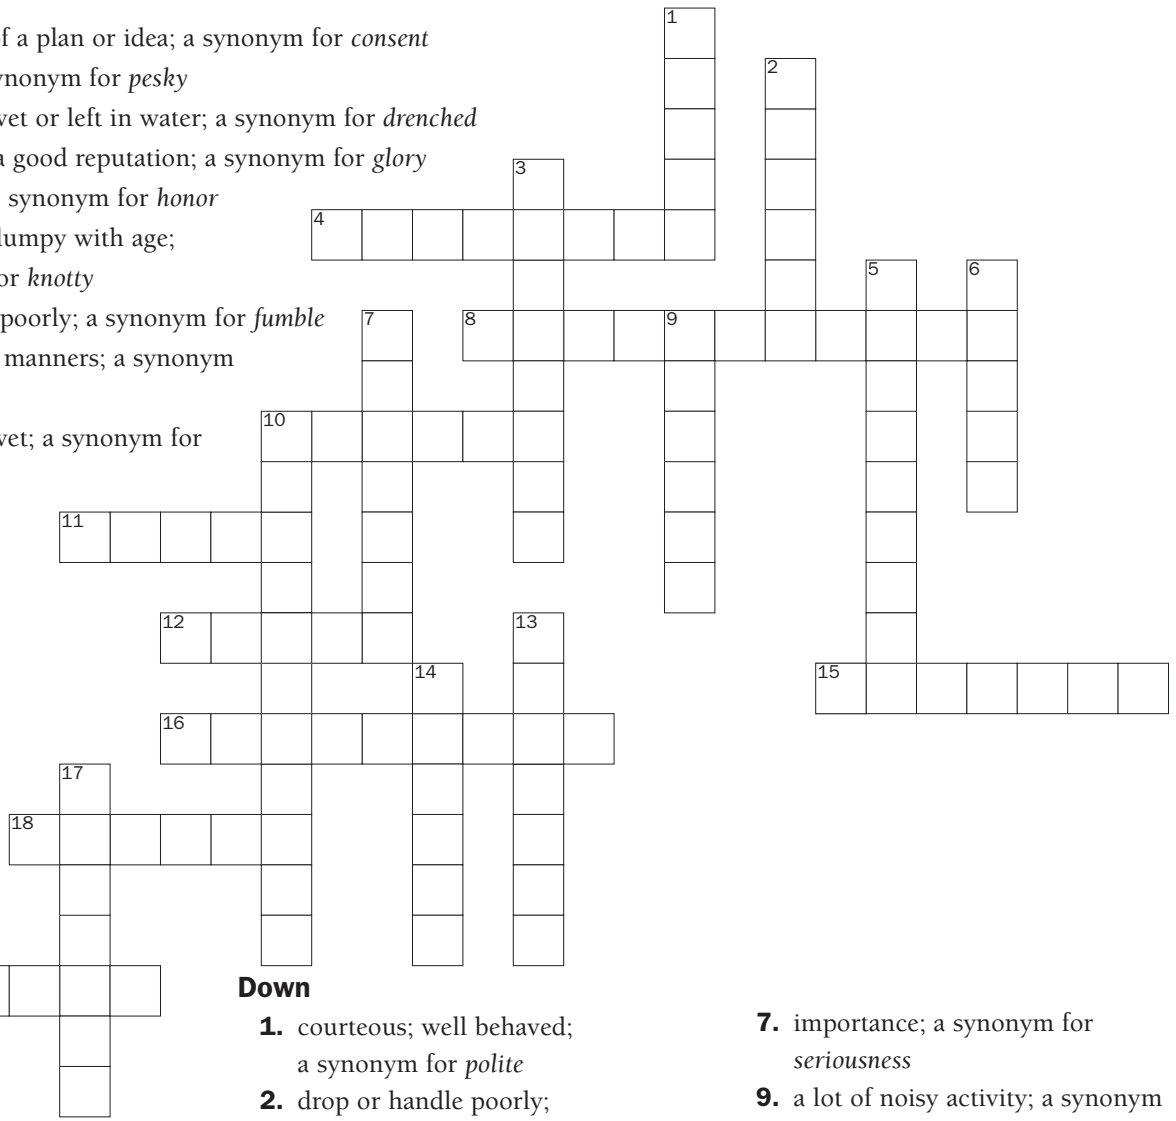 f a plan or idea; a synonym for consent
nonym for pesky
vet or left in water; a synonym for drenched
a good reputation; a synonym for glory
synonym for honor
lumpy with age;
or knotty
poorly; a synonym for fumble
manners; a synonym
vet; a synonym for
1
2
3
4
5
6
7
8
9
10
11
12
13
14
15
16
17
18
Down
1. courteous; well behaved;
a synonym for polite
2. drop or handle poorly;
7. importance; a synonym for
seriousness
9. a lot of noisy activity; a synonym